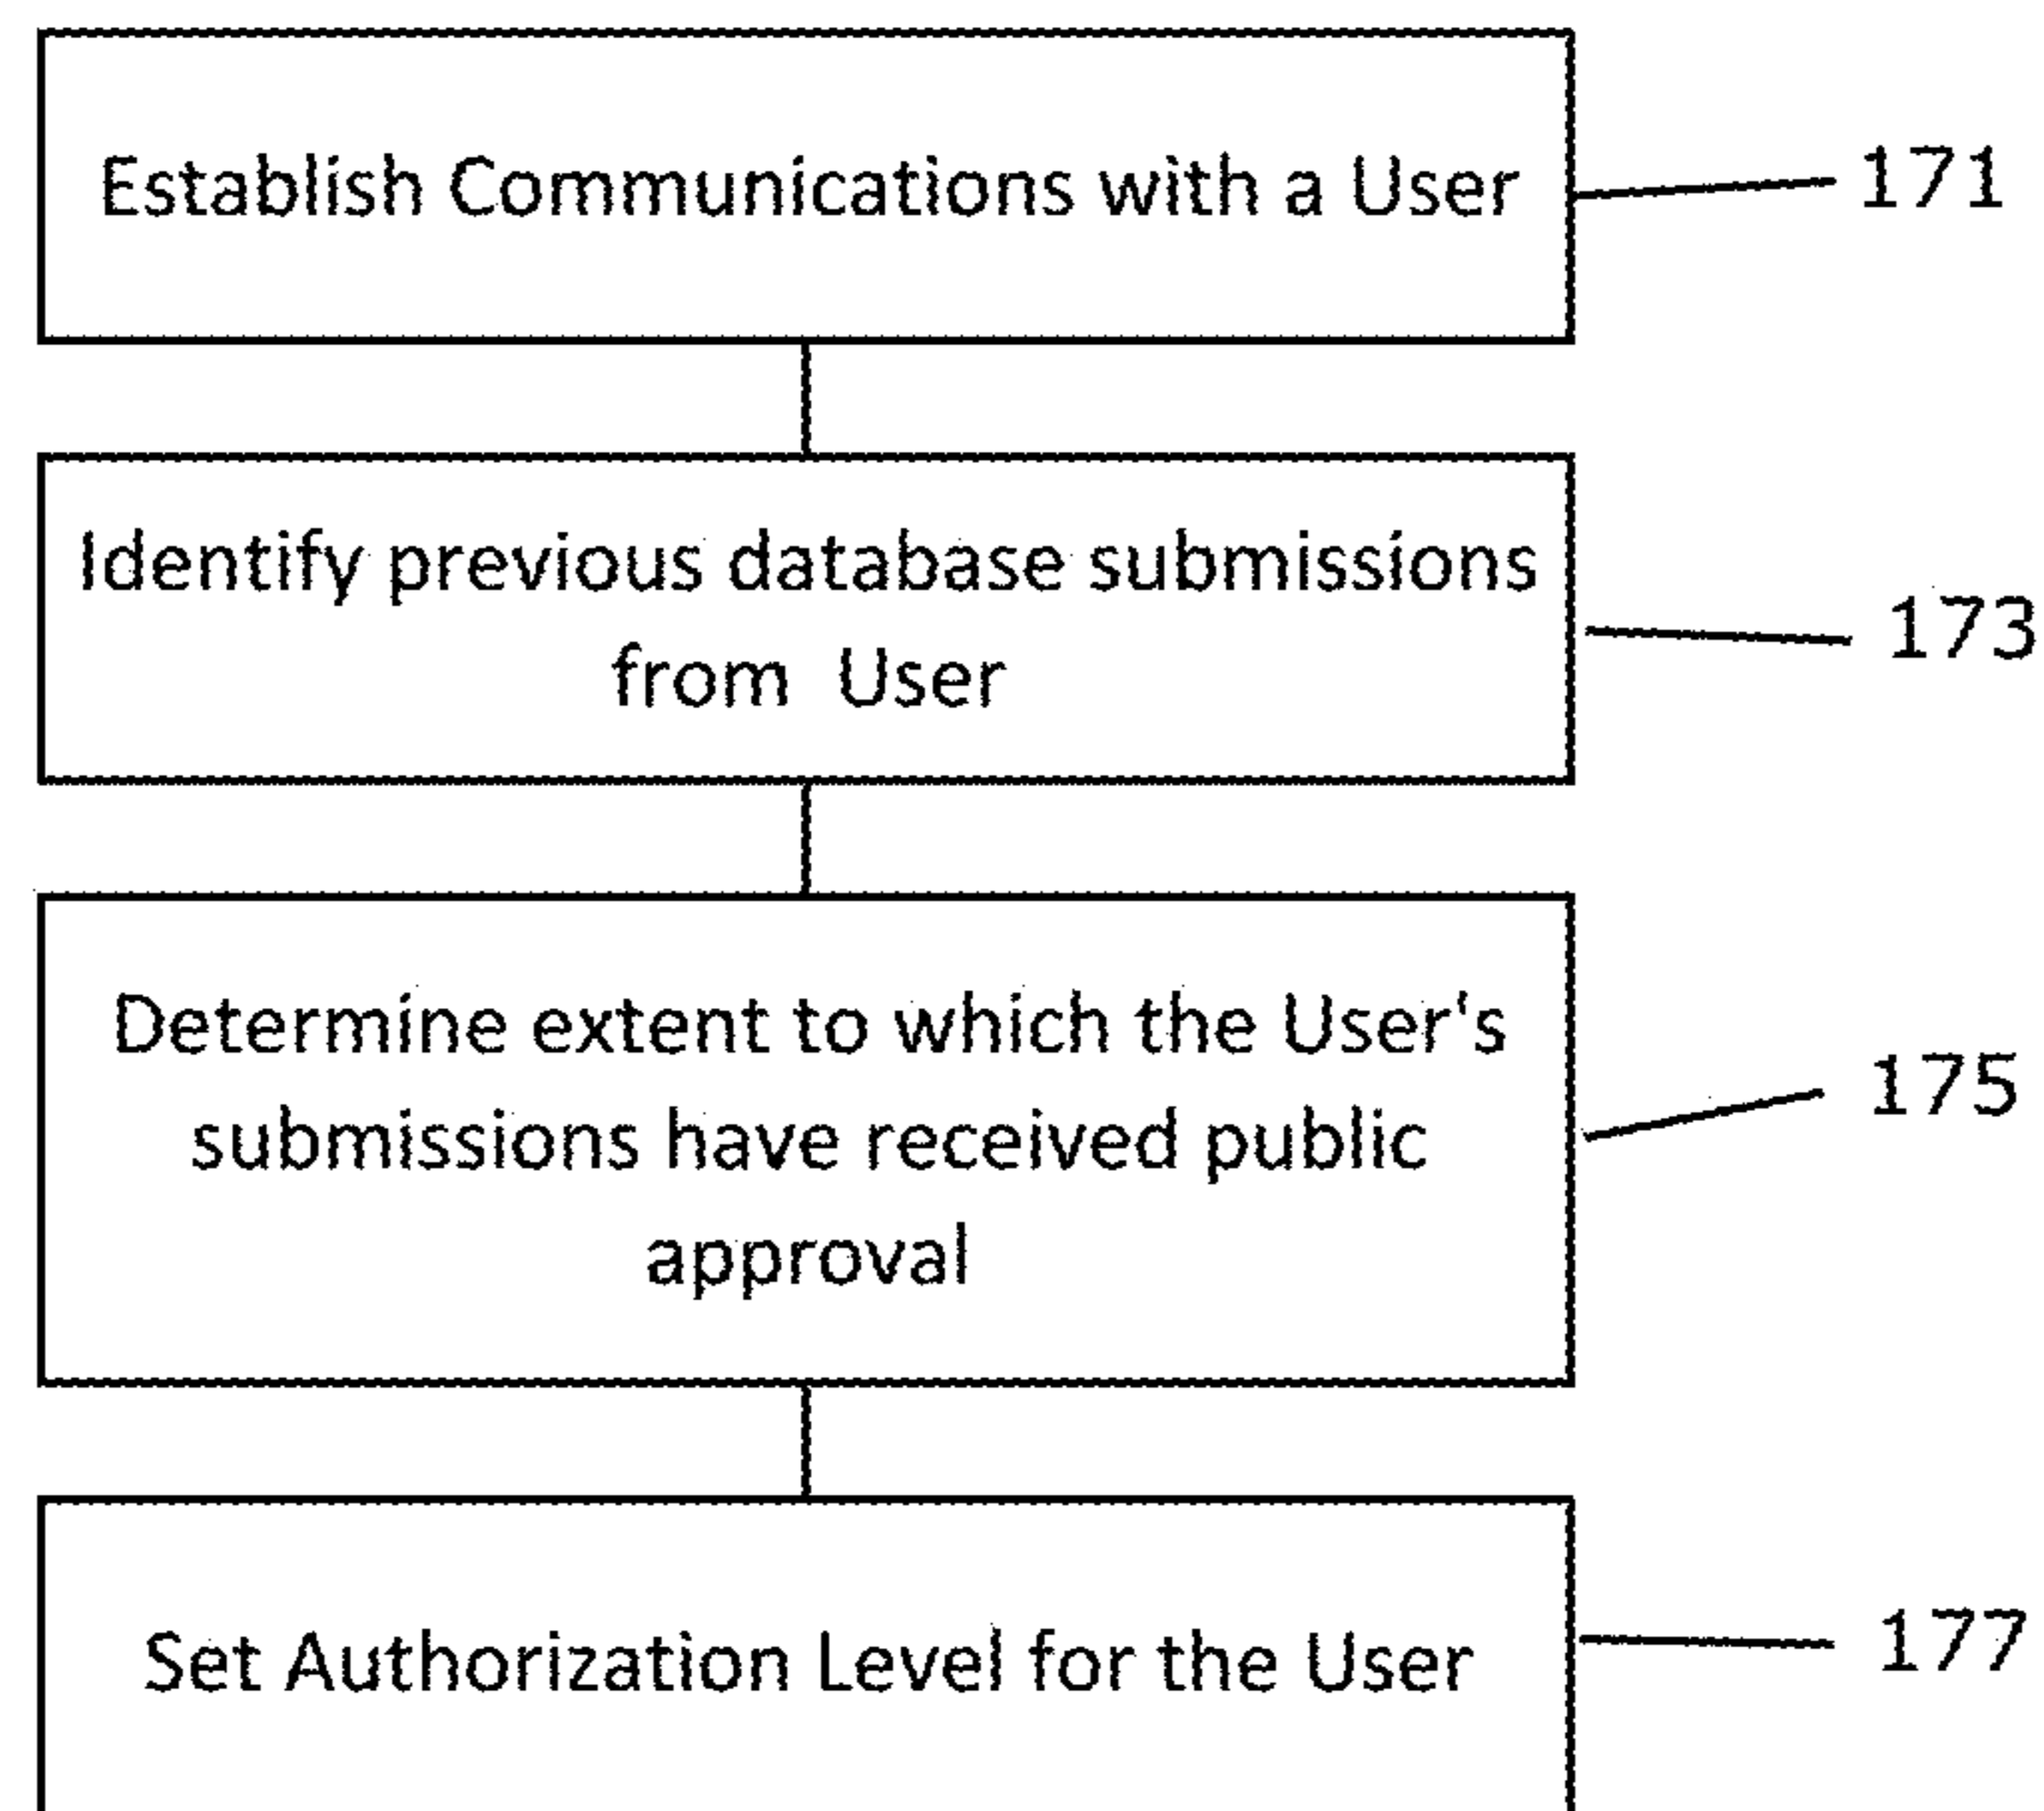 Establish Communications with a User
171
Identify previous database submissions
from User
173
Determine extent to which the User's
submissions have received public
approval
175
Set Authorization Level for the User
177